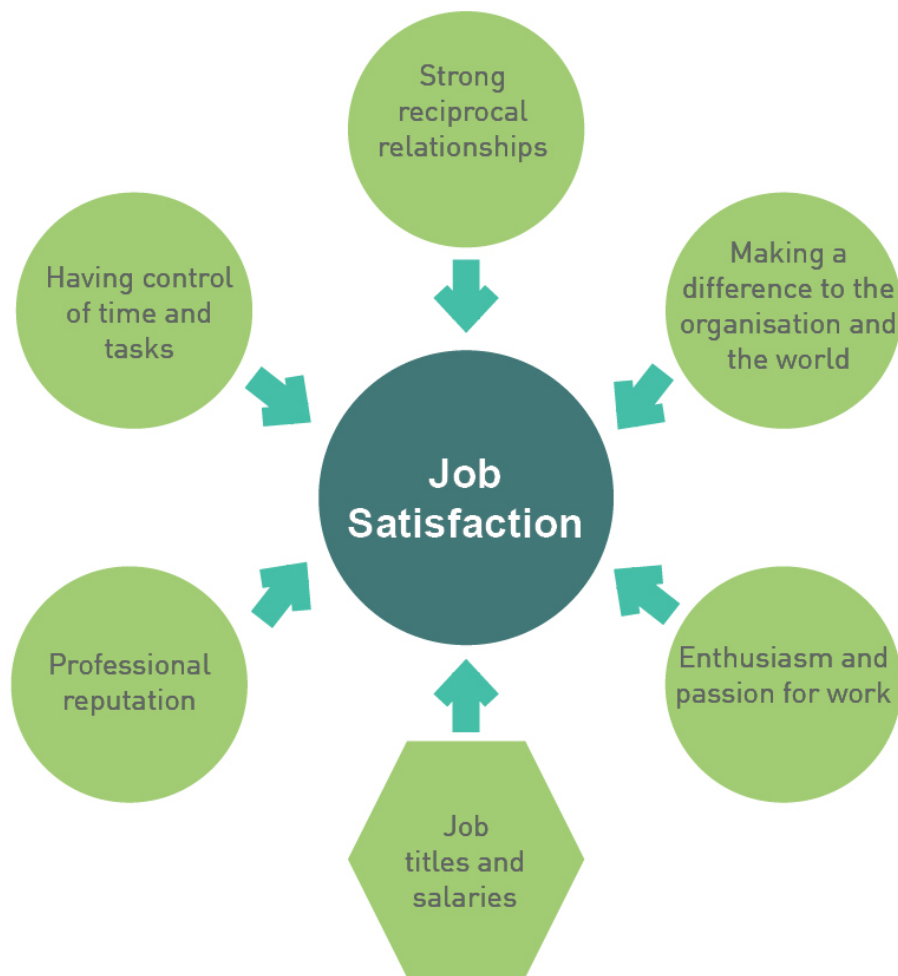 Strong
reciprocal
relationships
Making a
difference to the
organisation and
the world
Enthusiasm and
passion for work
Job
titles and
salaries
Professional
reputation
Having control
of time and
tasks
Job
Satisfaction